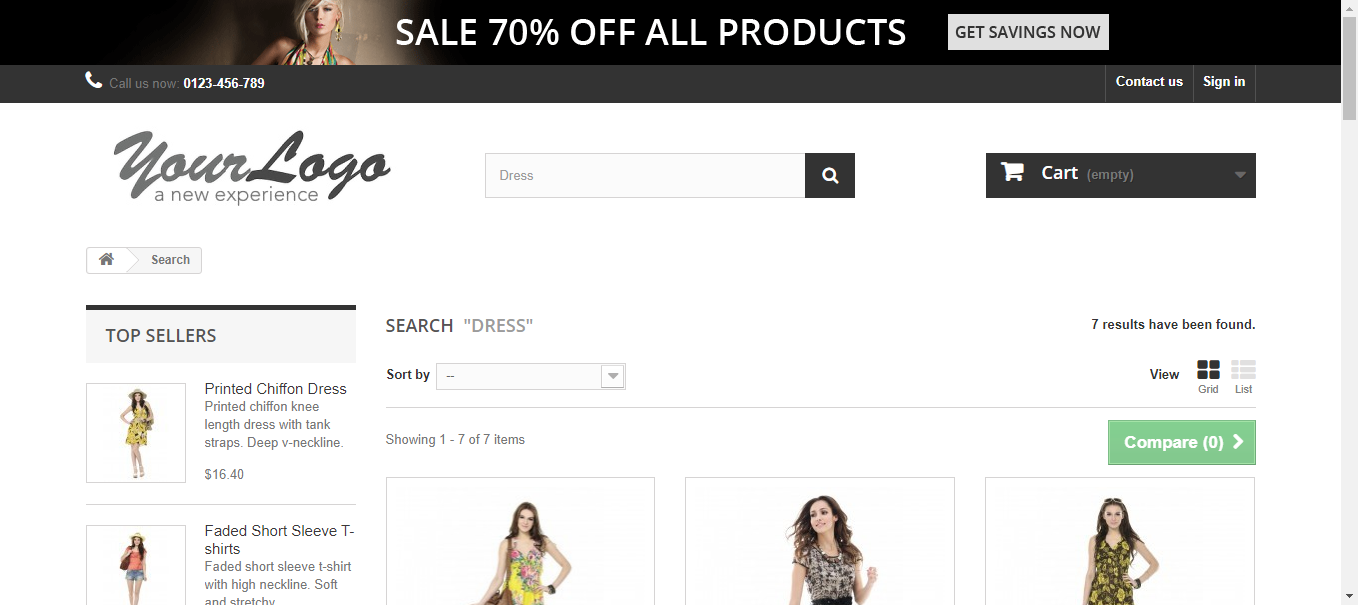 SALE 70% OFF ALL PRODUCTS
GET SAVINGS NOW
Call us now: 0123-456-789
Contact us
Sign in
YourLogo
a new experience
Dress
Cart (empty)
Search
TOP SELLERS
Printed Chiffon Dress
Printed chiffon knee
length dress with tank
straps. Deep v-neckline.
$16.40
Faded Short Sleeve T-
shirts
Faded short sleeve t-shirt
with high neckline. Soft
and stretchy
SEARCH "DRESS"
7 results have been found.
Sort by
--
View
Grid
List
Showing 1 - 7 of 7 items
Compare (0)